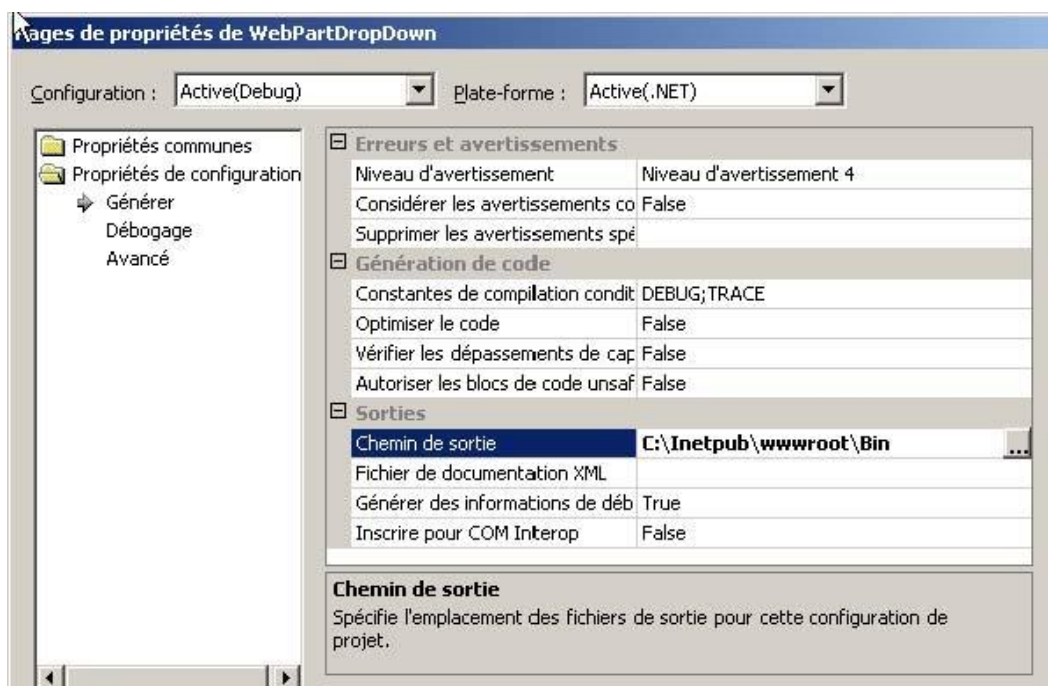 Pages de propriétés de WebPartDropDown
Configuration : Active(Debug) Plate-forme : Active(.NET)
Propriétés communes
Propriétés de configuration
Générer
Débogage
Avancé
Erreurs et avertissements
Niveau d'avertissement Niveau d'avertissement 4
Considérer les avertissements co False
Supprimer les avertissements spé
Génération de code
Constantes de compilation condit DEBUG;TRACE
Optimiser le code False
Vérifier les dépassements de cap False
Autoriser les blocs de code unsaf False
Sorties
Chemin de sortie C:\Inetpub\wwwroot\Bin ...
Fichier de documentation XML
Générer des informations de déb True
Inscrire pour COM Interop False
Chemin de sortie
Spécifie l'emplacement des fichiers de sortie pour cette configuration de
projet.